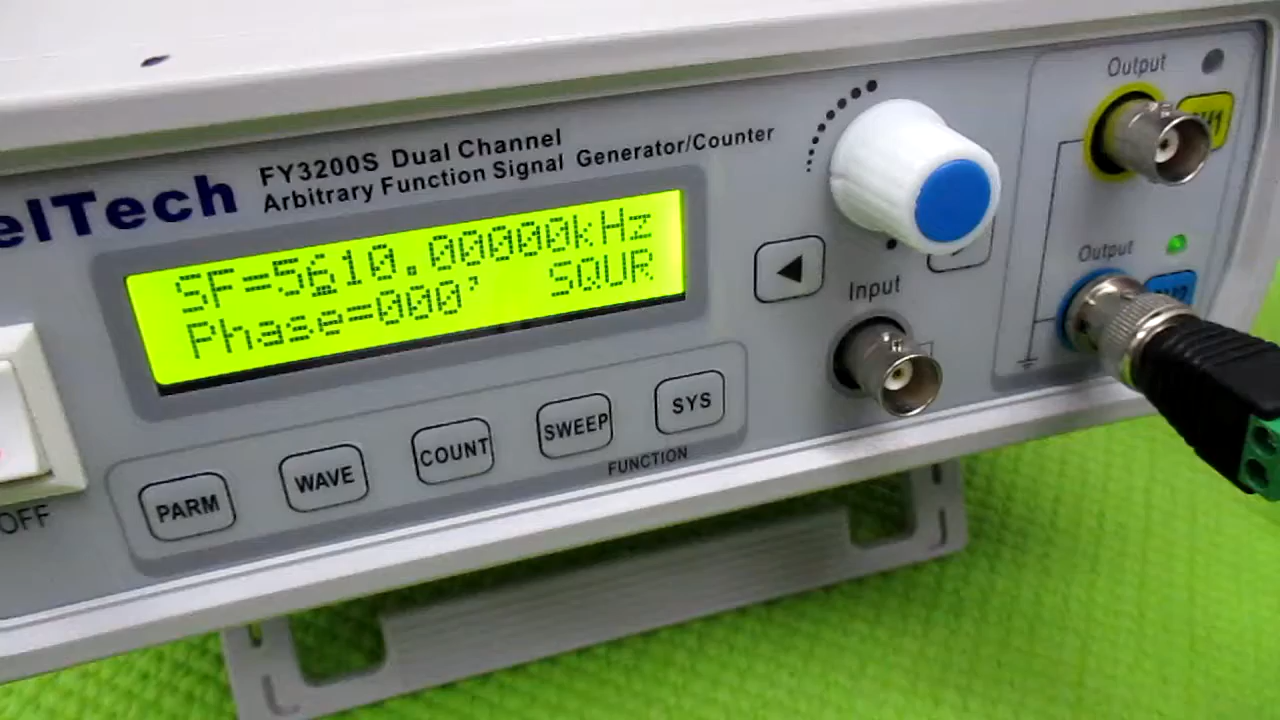 elTech
FY3200S Dual Channel
Arbitrary Function Signal Generator/Counter
SF=5610.00000kHz
Phase=000' SQUR
PARM
WAVE
COUNT
SWEEP
SYS
FUNCTION
OFF
Input
Output
Output